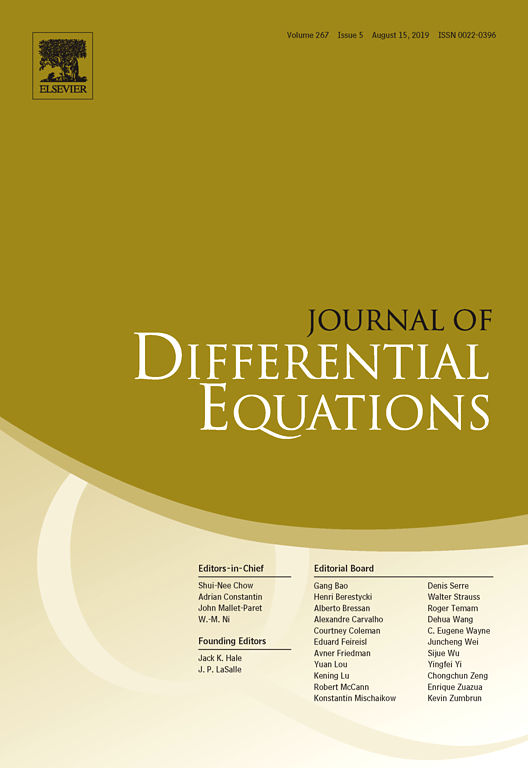 Volume 267 Issue 5 August 15, 2019 ISSN 0022-0396
ELSEVIER
JOURNAL OF
DIFFERENTIAL
EQUATIONS
Editors-in-Chief
Shui-Nee Chow
Adrian Constantin
John Mallet-Paret
W.-M. Ni
Founding Editors
Jack K. Hale
J. P. LaSalle
Editorial Board
Gang Bao
Henri Berestycki
Alberto Bressan
Alexandre Carvalho
Courtney Coleman
Eduard Feireisl
Avner Friedman
Yuan Lou
Kening Lu
Robert McCann
Konstantin Mischaikow
Denis Serre
Walter Strauss
Roger Temam
Dehua Wang
C. Eugene Wayne
Juncheng Wei
Sijue Wu
Yingfei Yi
Chongchun Zeng
Enrique Zuazua
Kevin Zumbrun